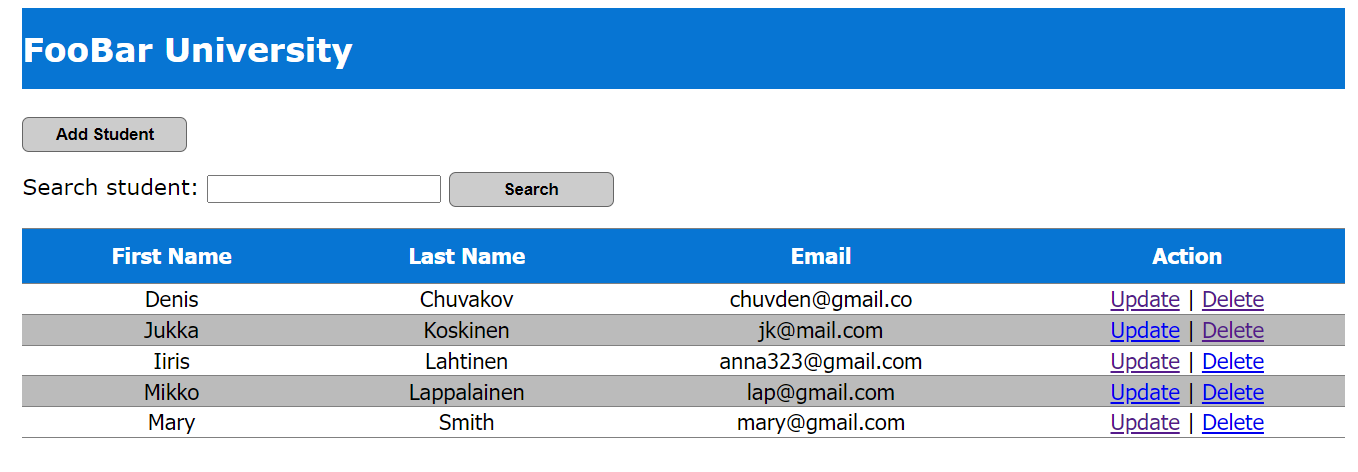 FooBar University
Add Student
Search student: Search
First Name Last Name Email Action
Denis Chuvakov chuvden@gmail.co Update | Delete
Jukka Koskinen jk@mail.com Update | Delete
Iiris Lahtinen anna323@gmail.com Update | Delete
Mikko Lappalainen lap@gmail.com Update | Delete
Mary Smith mary@gmail.com Update | Delete